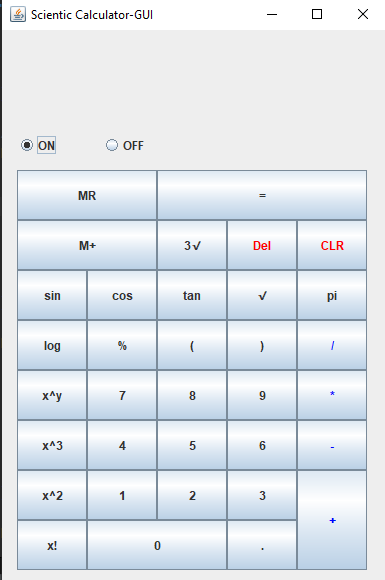 Scientic Calculator-GUI
ON OFF
MR =
M+ 3√ Del CLR
sin cos tan √ pi
log % ( ) /
x^y 7 8 9 *
x^3 4 5 6 -
x^2 1 2 3 +
x! 0 .